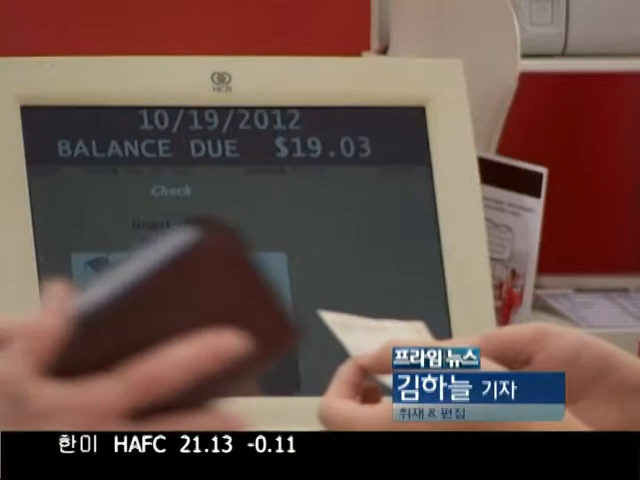 NCR
10/19/2012
BALANCE DUE $19.03
Check
프라임 뉴스
김하늘 기자
취재 & 편집
한미 HAFC 21.13 -0.11